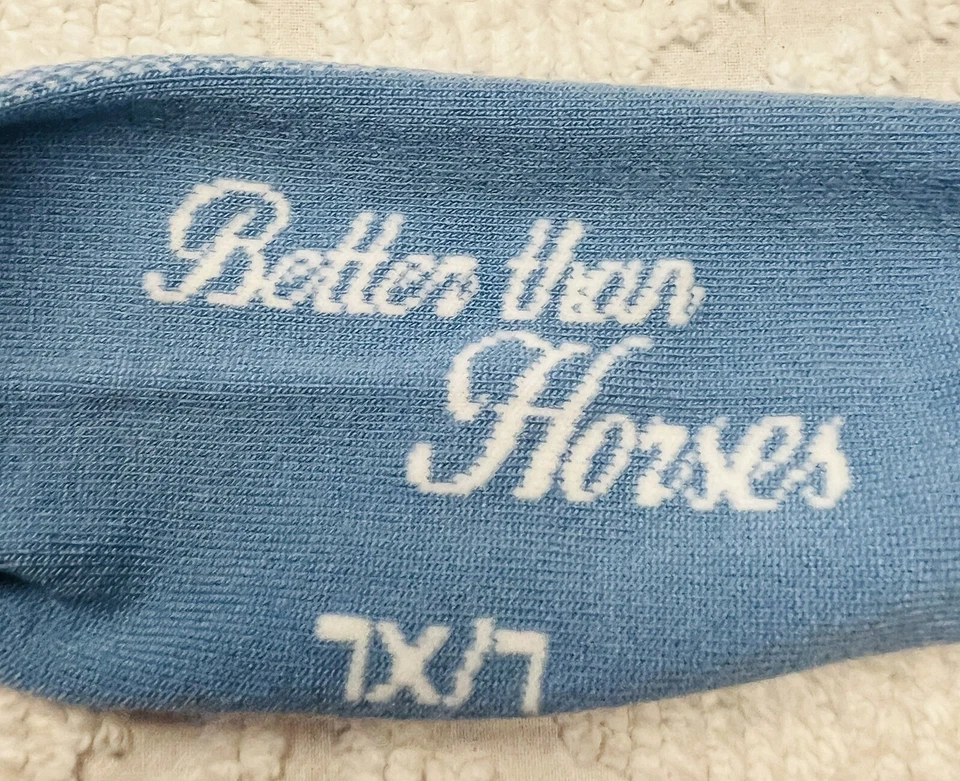 Better than
Horses
L/XL